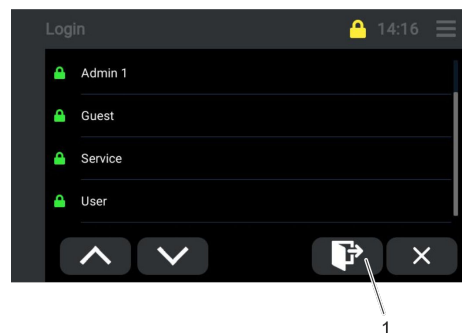 Login 14:16
Admin 1
Guest
Service
User
1